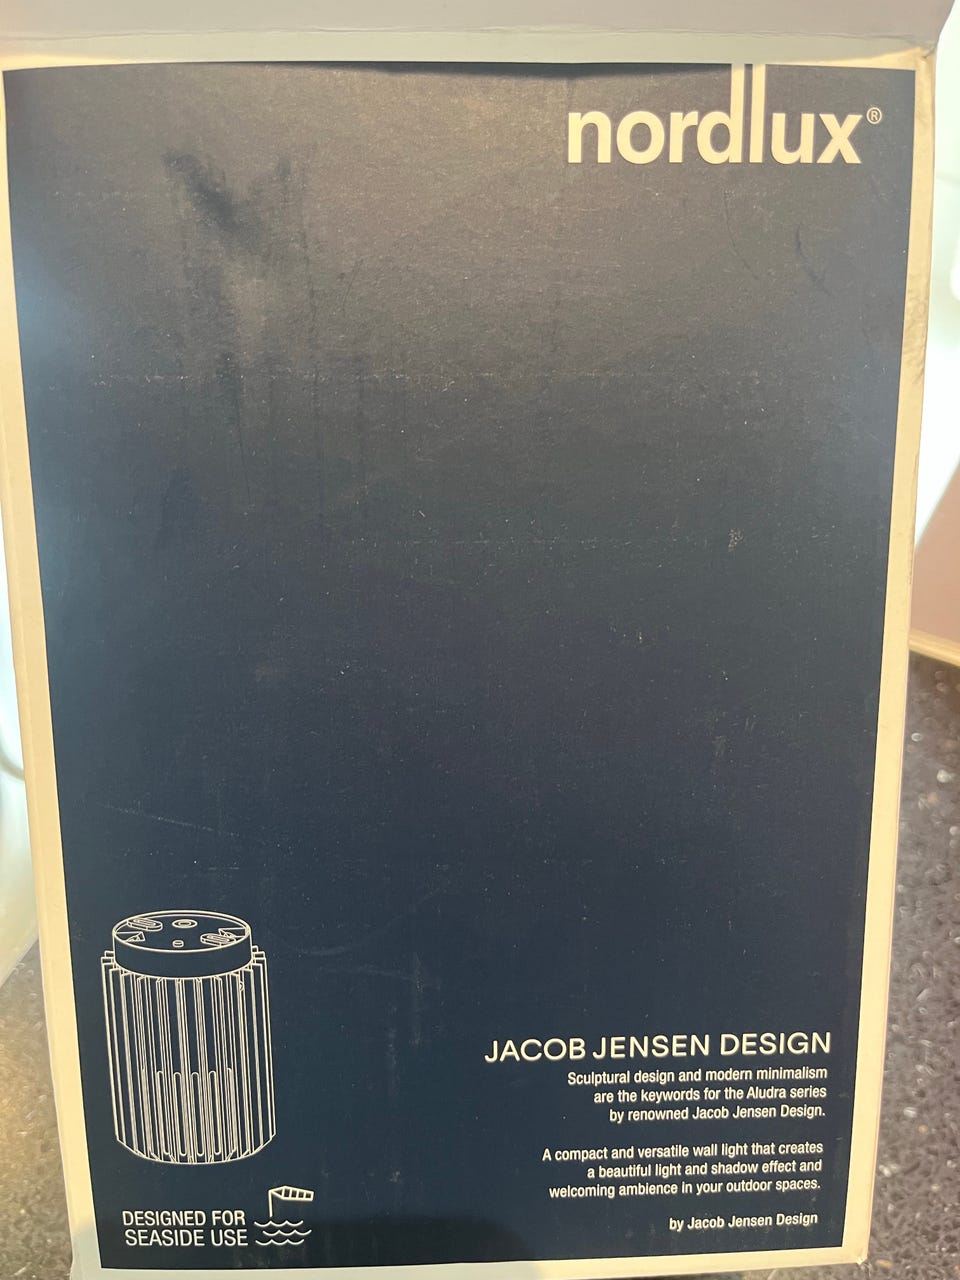 nordlux®
JACOB JENSEN DESIGN
Sculptural design and modern minimalism
are the keywords for the Aludra series
by renowned Jacob Jensen Design.
A compact and versatile wall light that creates
a beautiful light and shadow effect and
welcoming ambience in your outdoor spaces.
by Jacob Jensen Design
DESIGNED FOR
SEASIDE USE